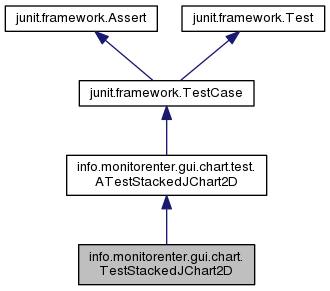 junit.framework.Assert
junit.framework.Test
junit.framework.TestCase
info.monitorenter.gui.chart.test.
ATestStackedJChart2D
info.monitorenter.gui.chart.
TestStackedJChart2D